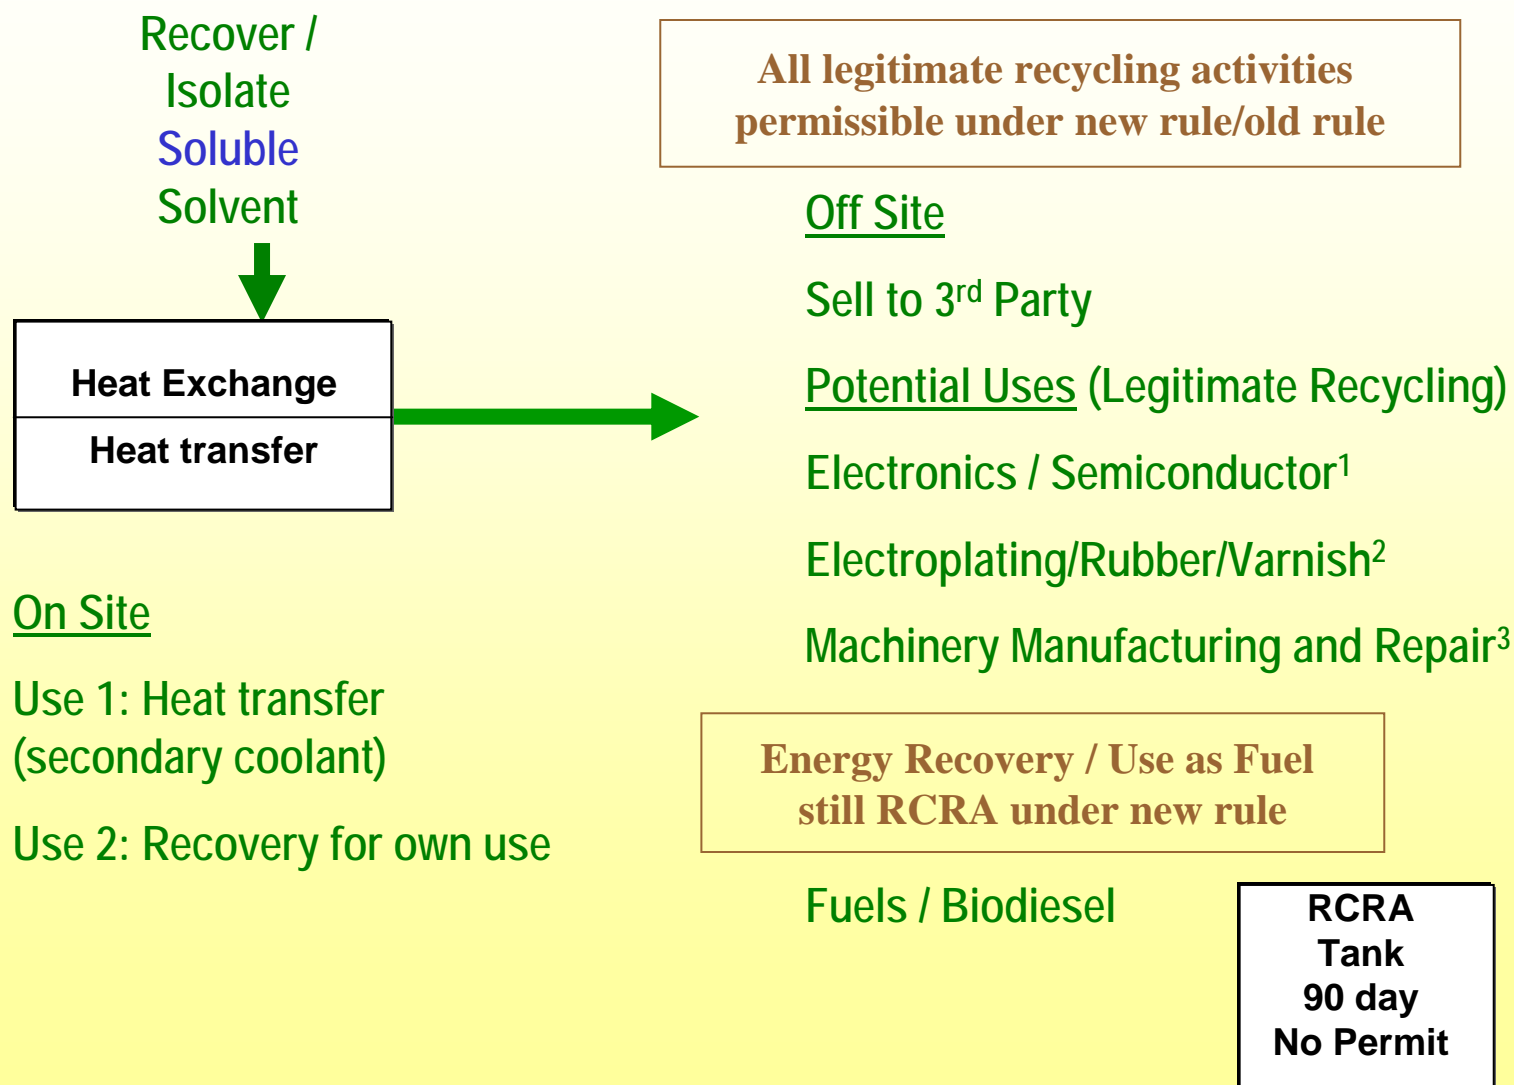 Recover /
Isolate
Soluble
Solvent
Heat Exchange
Heat transfer
On Site
Use 1: Heat transfer
(secondary coolant)
Use 2: Recovery for own use
All legitimate recycling activities
permissible under new rule/old rule
Off Site
Sell to 3rd Party
Potential Uses (Legitimate Recycling)
Electronics / Semiconductor1
Electroplating/Rubber/Varnish2
Machinery Manufacturing and Repair3
Energy Recovery / Use as Fuel
still RCRA under new rule
Fuels / Biodiesel
RCRA
Tank
90 day
No Permit